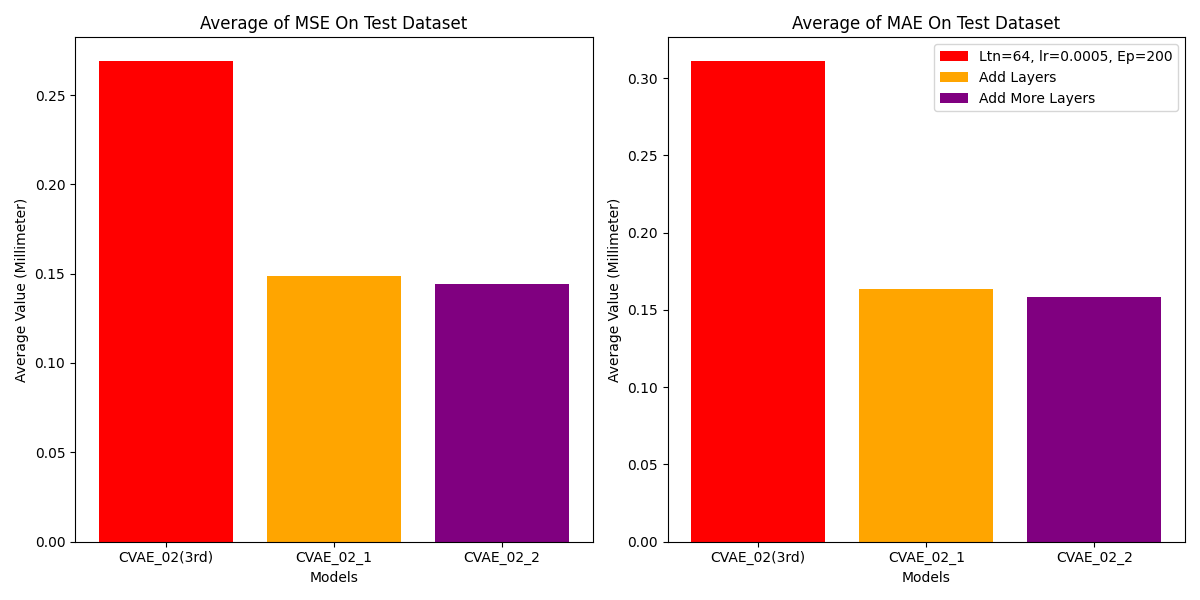 Average of MSE On Test Dataset
Average Value (Millimeter)
0.25
0.20
0.15
0.10
0.05
0.00
CVAE_02(3rd) CVAE_02_1 CVAE_02_2
Models
Average of MAE On Test Dataset
Average Value (Millimeter)
0.30
0.25
0.20
0.15
0.10
0.05
0.00
Ltn=64, lr=0.0005, Ep=200
Add Layers
Add More Layers
CVAE_02(3rd) CVAE_02_1 CVAE_02_2
Models